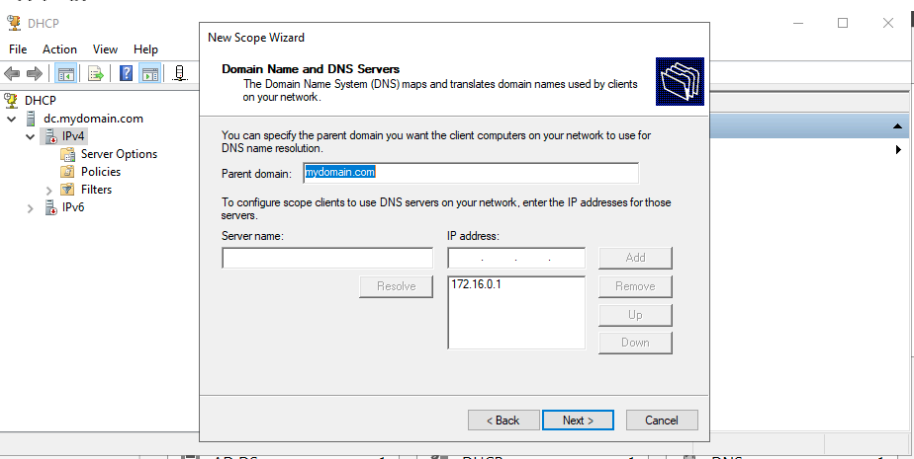 DHCP
File Action View Help
DHCP
dc.mydomain.com
IPv4
Server Options
Policies
Filters
IPv6
New Scope Wizard
Domain Name and DNS Servers
The Domain Name System (DNS) maps and translates domain names used by clients
on your network.
You can specify the parent domain you want the client computers on your network to use for
DNS name resolution.
Parent domain: mydomain.com
To configure scope clients to use DNS servers on your network, enter the IP addresses for those
servers.
Server name: IP address:
. . . Add
Resolve 172.16.0.1 Remove
Up
Down
< Back Next > Cancel